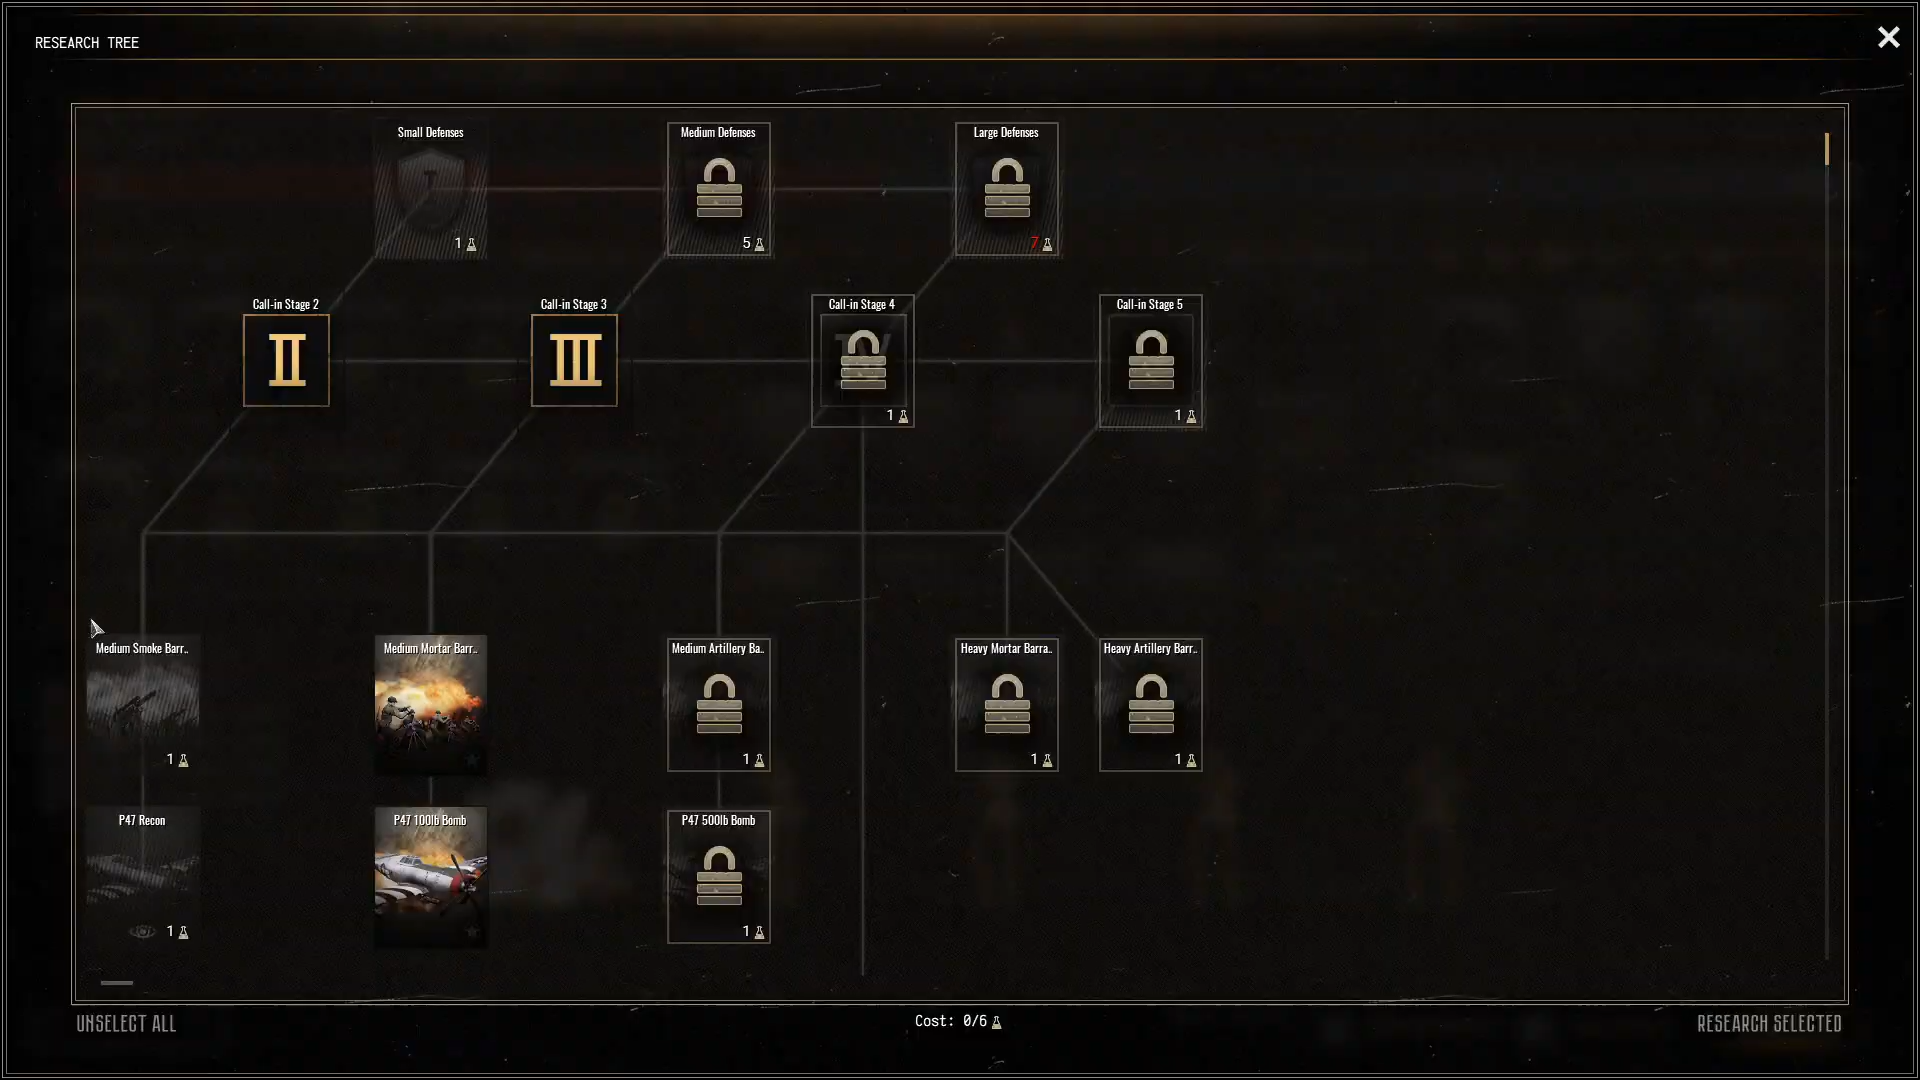 RESEARCH TREE
Small Defenses
Medium Defenses
Large Defenses
1
5
7
Call-in Stage 2
Call-in Stage 3
Call-in Stage 4
Call-in Stage 5
II
III
IV
1
1
Medium Smoke Barr..
Medium Mortar Barr..
Medium Artillery Ba..
Heavy Mortar Barra..
Heavy Artillery Barr..
1
1
1
1
P47 Recon
P47 100lb Bomb
P47 500lb Bomb
1
1
UNSELECT ALL
Cost: 0/6
RESEARCH SELECTED